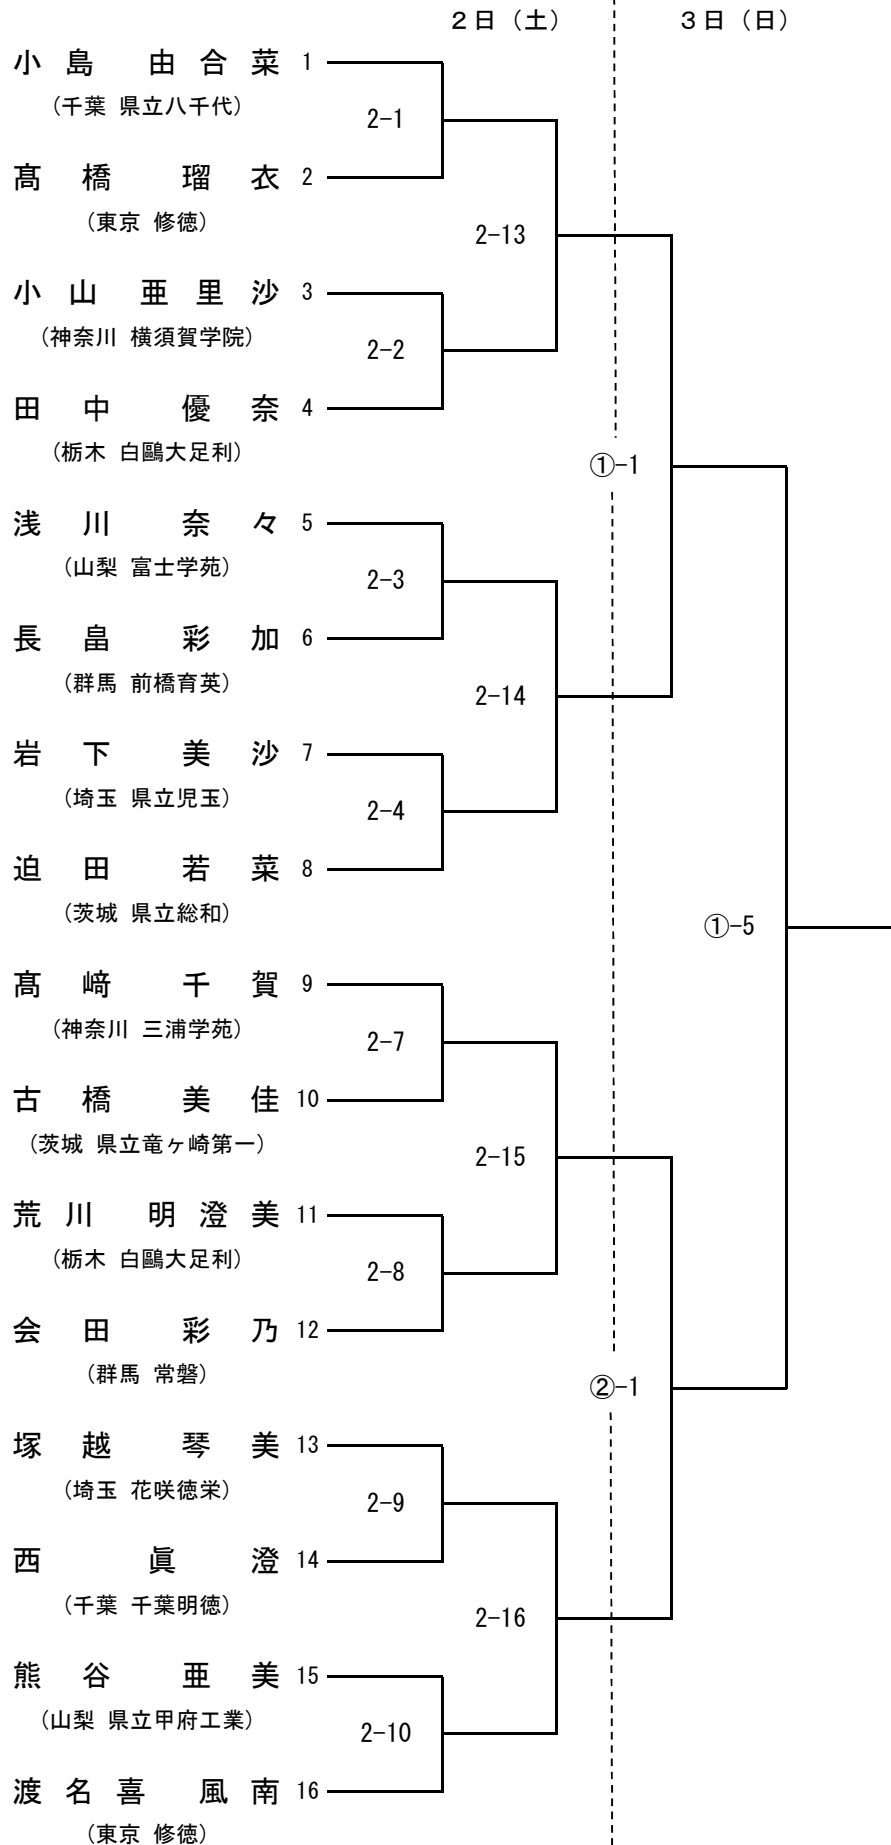 ２日（土） ３日（日）
小島 由合菜 1
（千葉 県立八千代）
2-1
髙橋 瑠衣 2
（東京 修徳）
2-13
小山 亜里沙 3
（神奈川 横須賀学院）
2-2
田中 優奈 4
（栃木 白鷗大足利）
①-1
浅川 奈々 5
（山梨 富士学苑）
2-3
長畠 彩加 6
（群馬 前橋育英）
2-14
岩下 美沙 7
（埼玉 県立児玉）
2-4
迫田 若菜 8
（茨城 県立総和）
①-5
髙﨑 千賀 9
（神奈川 三浦学苑）
2-7
古橋 美佳 10
（茨城 県立竜ヶ崎第一）
2-15
荒川 明澄美 11
（栃木 白鷗大足利）
2-8
会田 彩乃 12
（群馬 常磐）
②-1
塚越 琴美 13
（埼玉 花咲徳栄）
2-9
西 眞澄 14
（千葉 千葉明徳）
2-16
熊谷 亜美 15
（山梨 県立甲府工業）
2-10
渡名喜 風南 16
（東京 修徳）